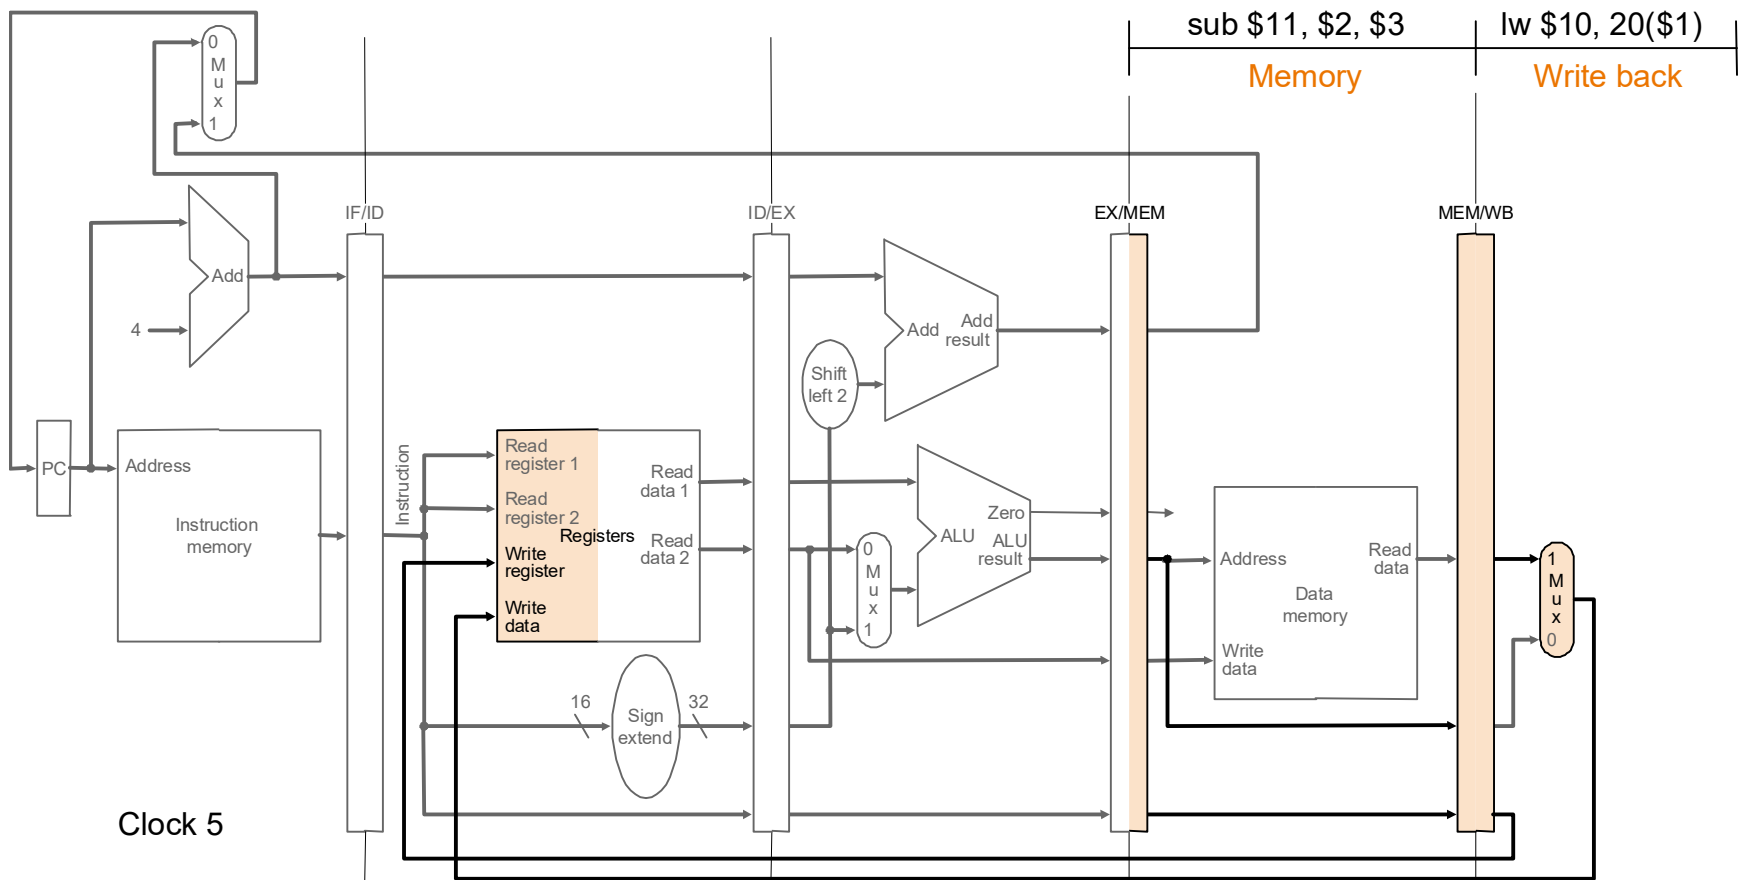 sub $11, $2, $3
lw $10, 20($1)
Memory
Write back
0
M
u
x
1
IF/ID
ID/EX
EX/MEM
MEM/WB
Add
4
Add
Add
result
Shift
left 2
PC
Address
Instruction
memory
Instruction
Read
register 1
Read
register 2
Registers
Write
register
Write
data
Read
data 1
Read
data 2
0
M
u
x
1
Zero
ALU
ALU
result
Address
Read
data
Data
memory
Write
data
1
M
u
x
0
16
Sign
extend
32
Clock 5